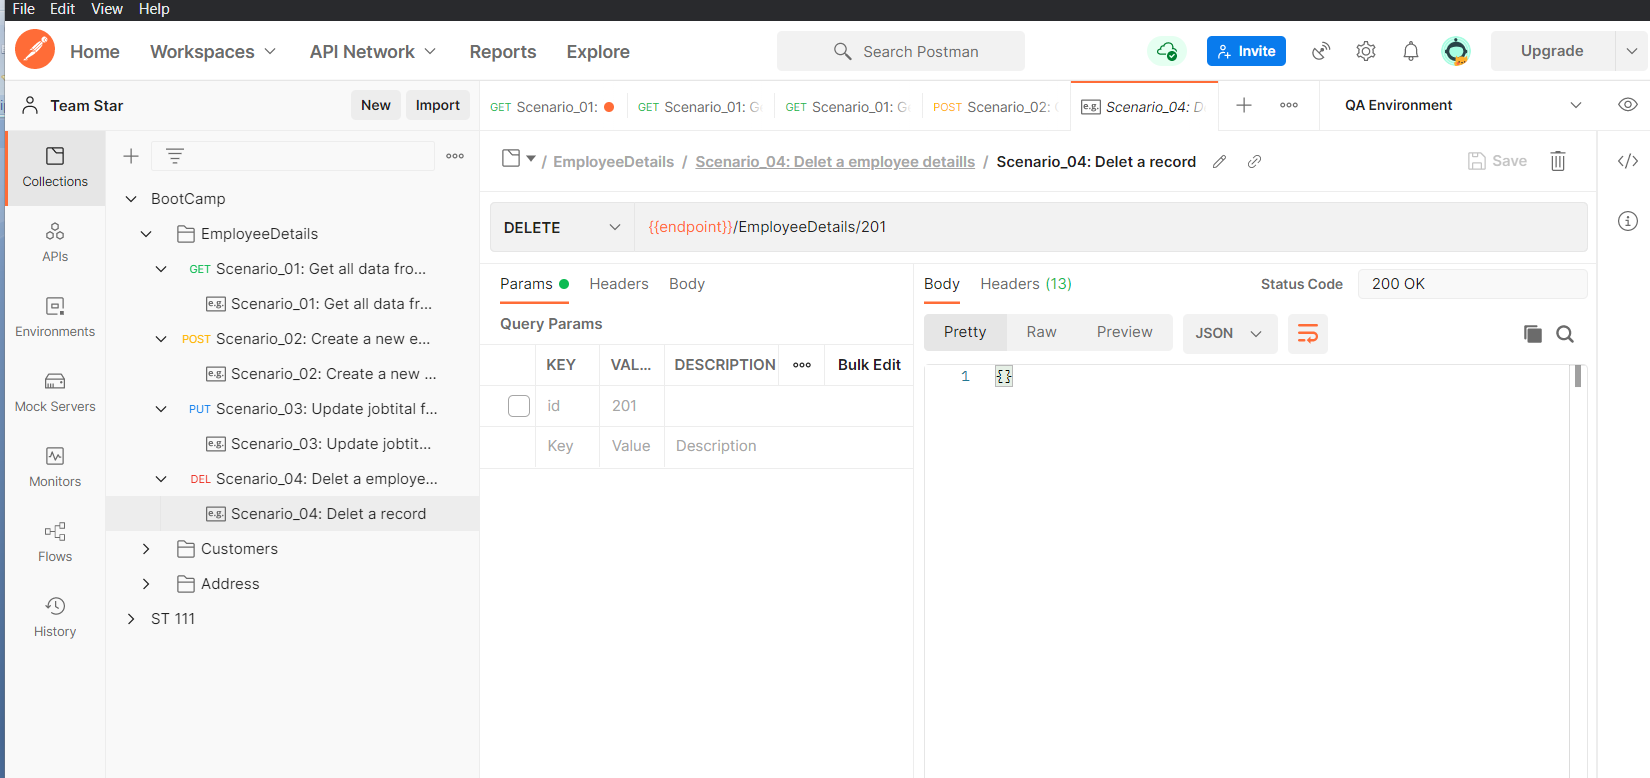 File Edit View Help
Home Workspaces API Network Reports Explore Search Postman Invite Upgrade
Team Star New Import
GET Scenario_01: GET Scenario_01: G GET Scenario_01: G POST Scenario_02: e.g. Scenario_04: D QA Environment
Collections
APIs
Environments
Mock Servers
Monitors
Flows
History
BootCamp
EmployeeDetails
GET Scenario_01: Get all data fro...
e.g. Scenario_01: Get all data fr...
POST Scenario_02: Create a new e...
e.g. Scenario_02: Create a new ...
PUT Scenario_03: Update jobtital f...
e.g. Scenario_03: Update jobtit...
DEL Scenario_04: Delet a employe...
e.g. Scenario_04: Delet a record
Customers
Address
ST 111
/ EmployeeDetails / Scenario_04: Delet a employee detaills / Scenario_04: Delet a record Save </>
DELETE {{endpoint}}/EmployeeDetails/201
Params Headers Body
Query Params
KEY VAL... DESCRIPTION Bulk Edit
id 201
Key Value Description
Body Headers (13) Status Code 200 OK
Pretty Raw Preview JSON
1 {}